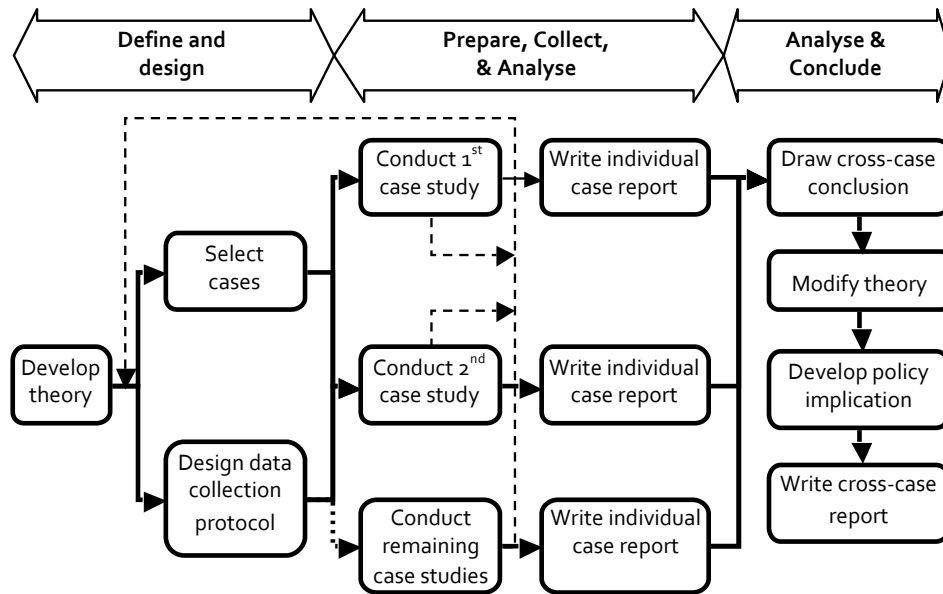 Define and
design
Prepare, Collect,
& Analyse
Analyse &
Conclude
Conduct 1st
case study
Write individual
case report
Draw cross-case
conclusion
Select
cases
Modify theory
Develop
theory
Conduct 2nd
case study
Write individual
case report
Develop policy
implication
Design data
collection
protocol
Write cross-case
report
Conduct
remaining
case studies
Write individual
case report